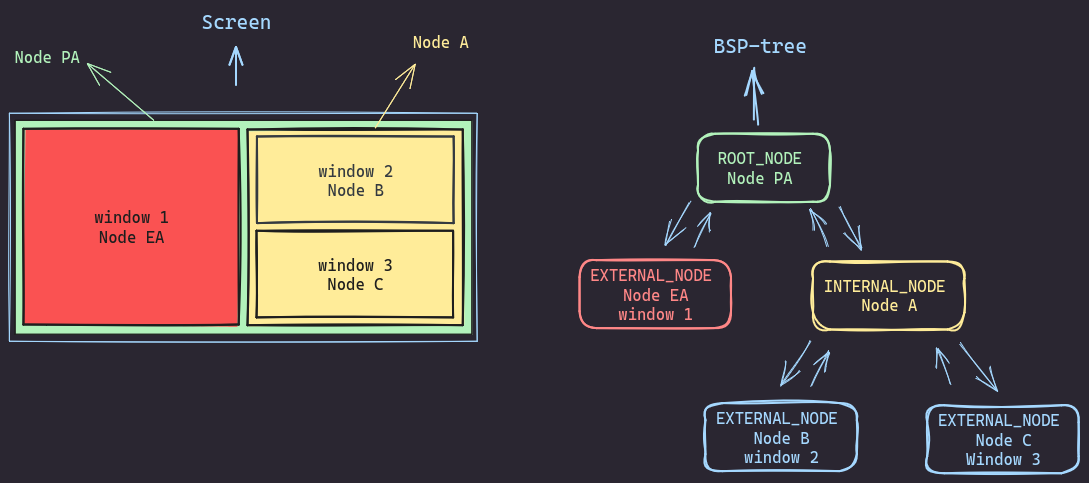 Screen
Node PA
Node A
window 1
Node EA
window 2
Node B
window 3
Node C
BSP-tree
ROOT_NODE
Node PA
EXTERNAL_NODE
Node EA
window 1
INTERNAL_NODE
Node A
EXTERNAL_NODE
Node B
window 2
EXTERNAL_NODE
Node C
Window 3